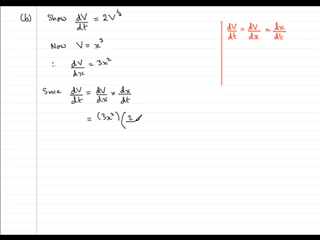 (b) Show dV/dt = 2V^(1/3)
Now V = x³
∴ dV/dx = 3x²
Since dV/dt = dV/dx × dx/dt
= (3x²)(2
dV/dt = dV/dx × dx/dt